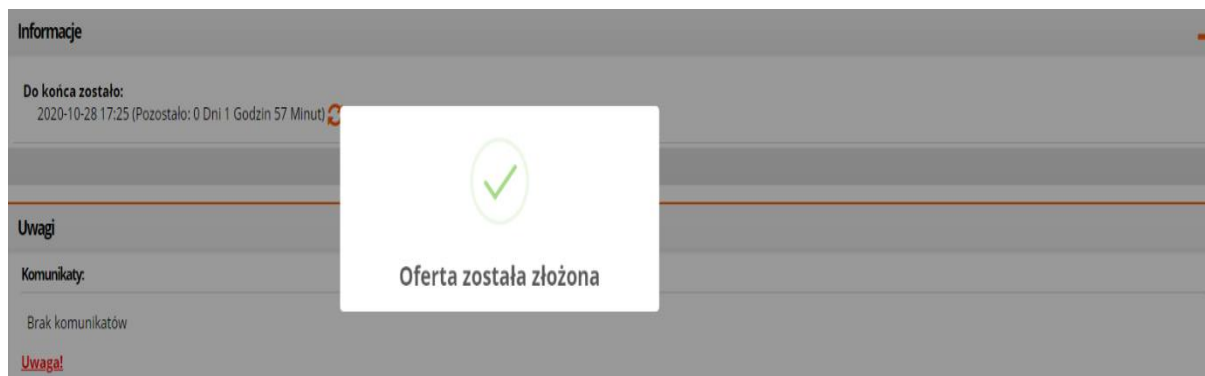 Informacje
Do końca zostało:
2020-10-28 17:25 (Pozostało: 0 Dni 1 Godzin 57 Minut)
Oferta została złożona
Uwagi
Komunikaty:
Brak komunikatów
Uwaga!